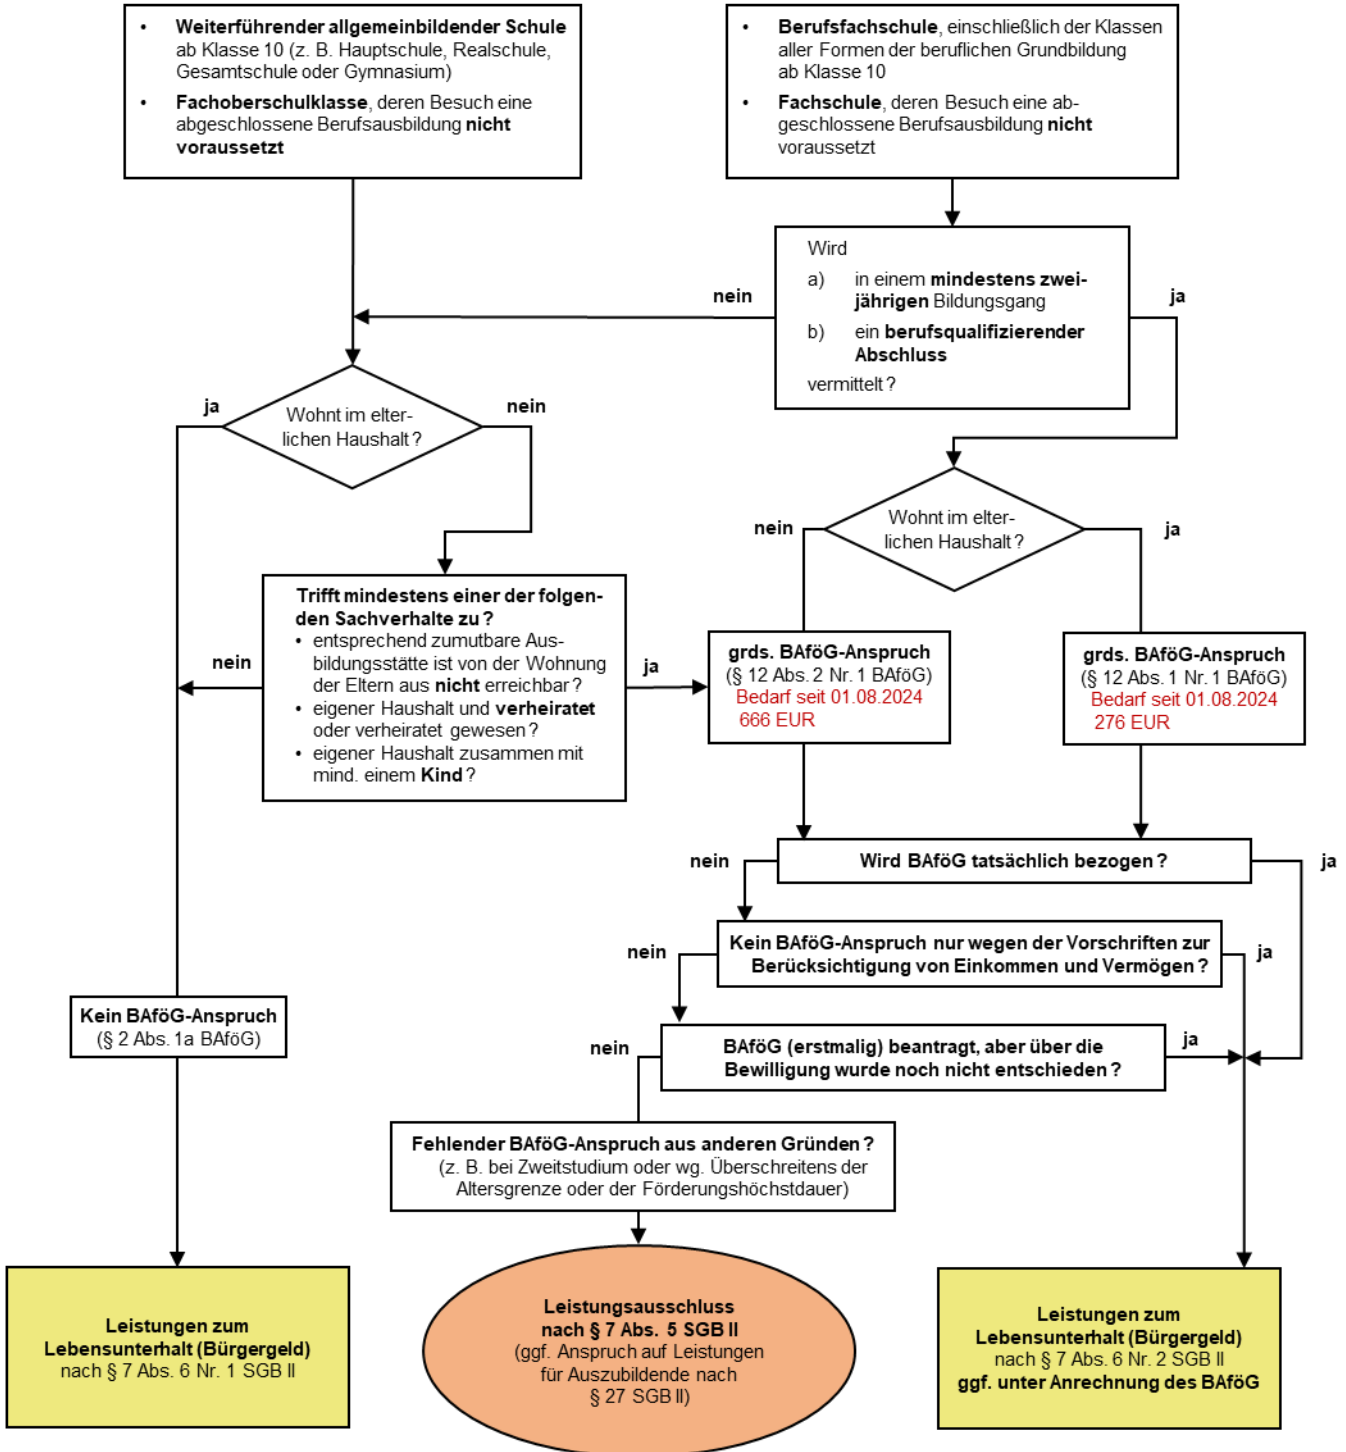 • Weiterführender allgemeinbildender Schule
ab Klasse 10 (z. B. Hauptschule, Realschule,
Gesamtschule oder Gymnasium)
• Fachoberschulklasse, deren Besuch eine
abgeschlossene Berufsausbildung nicht
voraussetzt
• Berufsfachschule, einschließlich der Klassen
aller Formen der beruflichen Grundbildung
ab Klasse 10
• Fachschule, deren Besuch eine ab-
geschlossene Berufsausbildung nicht
voraussetzt
Wird
a) in einem mindestens zwei-
jährigen Bildungsgang
b) ein berufsqualifizierender
Abschluss
vermittelt?
nein
ja
ja
Wohnt im elter-
lichen Haushalt?
nein
nein
Wohnt im elter-
lichen Haushalt?
ja
Trifft mindestens einer der folgen-
den Sachverhalte zu?
• entsprechend zumutbare Aus-
bildungsstätte ist von der Wohnung
der Eltern aus nicht erreichbar?
• eigener Haushalt und verheiratet
oder verheiratet gewesen?
• eigener Haushalt zusammen mit
mind. einem Kind?
nein
ja
grds. BAföG-Anspruch
(§ 12 Abs. 2 Nr. 1 BAföG)
Bedarf seit 01.08.2024
666 EUR
grds. BAföG-Anspruch
(§ 12 Abs. 1 Nr. 1 BAföG)
Bedarf seit 01.08.2024
276 EUR
nein
Wird BAföG tatsächlich bezogen?
ja
nein
Kein BAföG-Anspruch nur wegen der Vorschriften zur
Berücksichtigung von Einkommen und Vermögen?
ja
Kein BAföG-Anspruch
(§ 2 Abs. 1a BAföG)
nein
BAföG (erstmalig) beantragt, aber über die
Bewilligung wurde noch nicht entschieden?
ja
Fehlender BAföG-Anspruch aus anderen Gründen?
(z. B. bei Zweitstudium oder wg. Überschreitens der
Altersgrenze oder der Förderungshöchstdauer)
Leistungen zum
Lebensunterhalt (Bürgergeld)
nach § 7 Abs. 6 Nr. 1 SGB II
Leistungsausschluss
nach § 7 Abs. 5 SGB II
(ggf. Anspruch auf Leistungen
für Auszubildende nach
§ 27 SGB II)
Leistungen zum
Lebensunterhalt (Bürgergeld)
nach § 7 Abs. 6 Nr. 2 SGB II
ggf. unter Anrechnung des BAföG